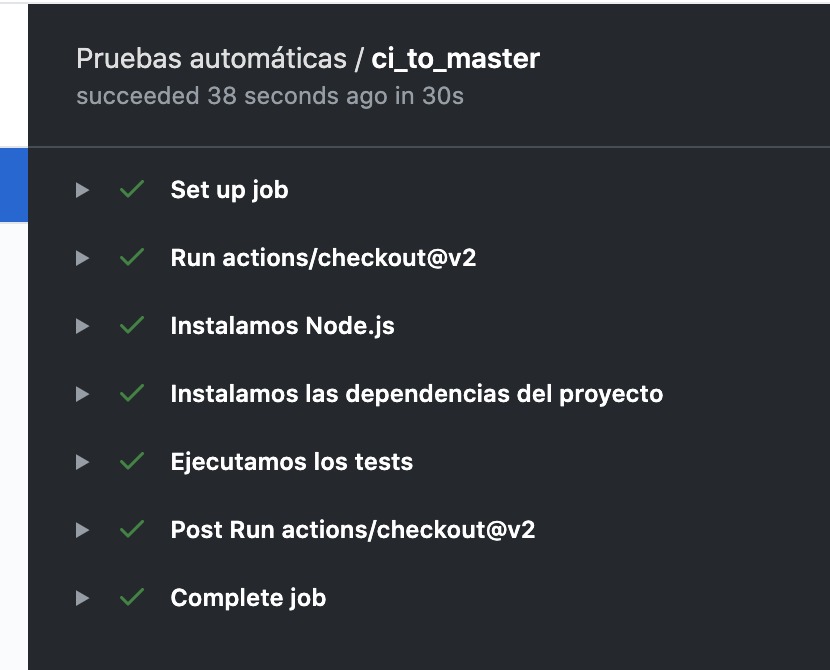 Pruebas automáticas / ci_to_master
succeeded 38 seconds ago in 30s
Set up job
Run actions/checkout@v2
Instalamos Node.js
Instalamos las dependencias del proyecto
Ejecutamos los tests
Post Run actions/checkout@v2
Complete job